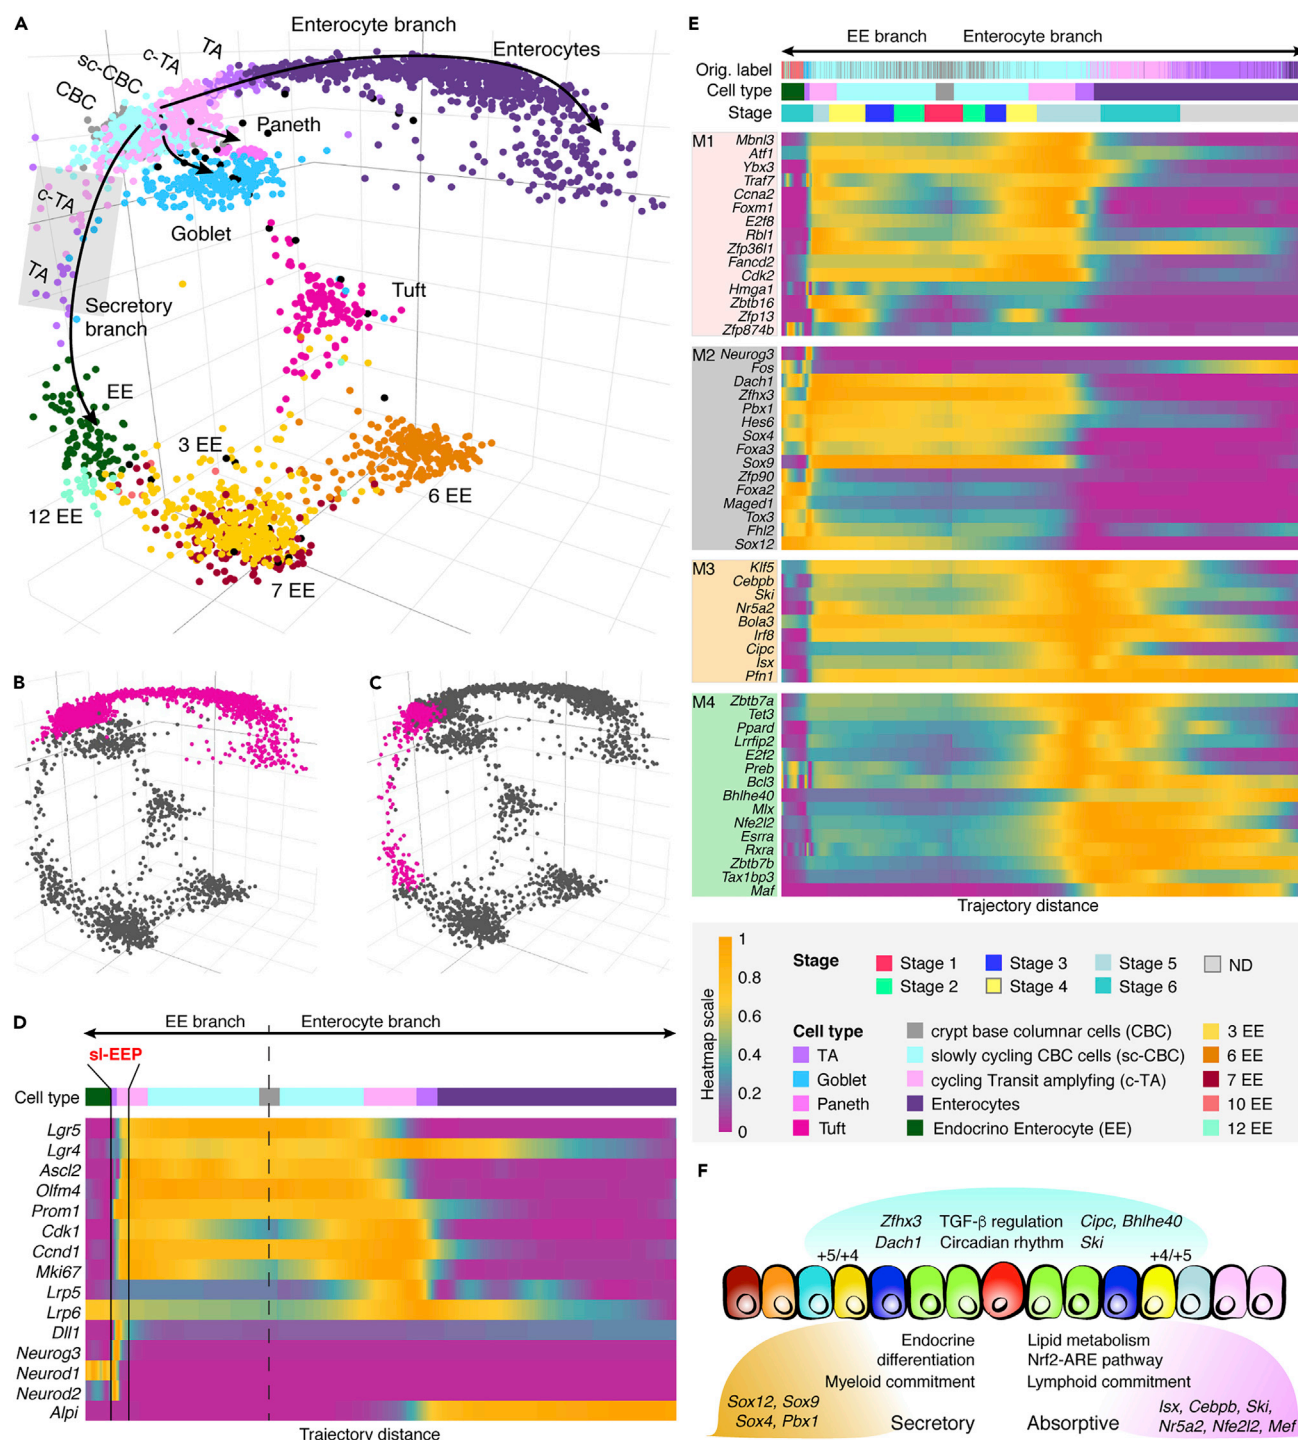 A
Enterocyte branch
Enterocytes
TA
c-TA
sc-CBC
CBC
Paneth
Goblet
c-TA
TA
Secretory
branch
Tuft
EE
3 EE
6 EE
12 EE
7 EE
B
C
D
EE branch
Enterocyte branch
sl-EEP
Cell type
Lgr5
Lgr4
Ascl2
Olfm4
Prom1
Cdk1
Ccnd1
Mki67
Lrp5
Lrp6
Dll1
Neurog3
Neurod1
Neurod2
Alpi
Trajectory distance
E
EE branch
Enterocyte branch
Orig. label
Cell type
Stage
M1
Mbnl3
Atf1
Ybx3
Traf7
Ccna2
Foxm1
E2f8
Rbl1
Zfp36l1
Fancd2
Cdk2
Hmga1
Zbtb16
Zfp13
Zfp874b
M2
Neurog3
Fos
Dach1
Zfhx3
Pbx1
Hes6
Sox4
Foxa3
Sox9
Zfp90
Foxa2
Maged1
Tox3
Fhl2
Sox12
M3
Klf5
Cebpb
Ski
Nr5a2
Bola3
Irf8
Cipc
Isx
Pfn1
M4
Zbtb7a
Tet3
Ppard
Lrrfip2
E2f2
Preb
Bcl3
Bhlhe40
Mlx
Nfe2l2
Esrra
Rxra
Zbtb7b
Tax1bp3
Maf
Trajectory distance
Heatmap scale
1
0.8
0.6
0.4
0.2
0
Stage
Stage 1
Stage 2
Stage 3
Stage 4
Stage 5
Stage 6
ND
Cell type
TA
Goblet
Paneth
Tuft
crypt base columnar cells (CBC)
slowly cycling CBC cells (sc-CBC)
cycling Transit amplyfing (c-TA)
Enterocytes
Endocrino Enterocyte (EE)
3 EE
6 EE
7 EE
10 EE
12 EE
F
Zfhx3 TGF-β regulation Cipc, Bhlhe40
Dach1 Circadian rhythm Ski
+5/+4
+4/+5
Endocrine
differentiation
Myeloid commitment
Lipid metabolism
Nrf2-ARE pathway
Lymphoid commitment
Sox12, Sox9
Sox4, Pbx1
Secretory
Absorptive
Isx, Cebpb, Ski,
Nr5a2, Nfe2l2, Mef